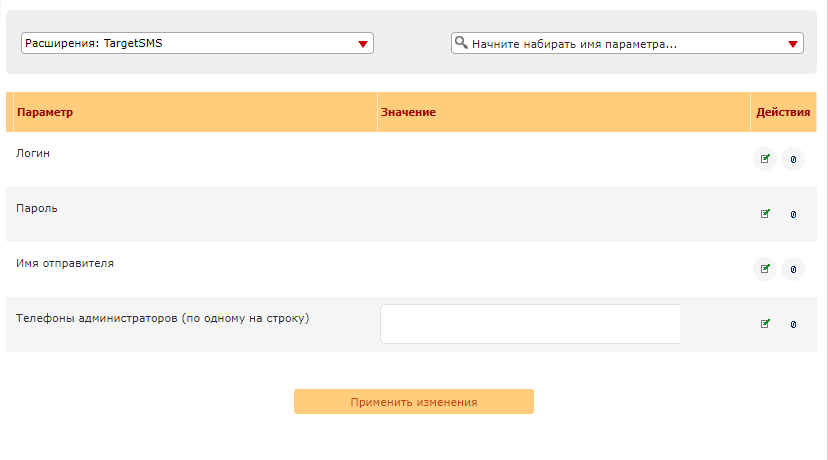 Расширения: TargetSMS
Начните набирать имя параметра...
Параметр Значение Действия
Логин 0
Пароль 0
Имя отправителя 0
Телефоны администраторов (по одному на строку) 0
Применить изменения